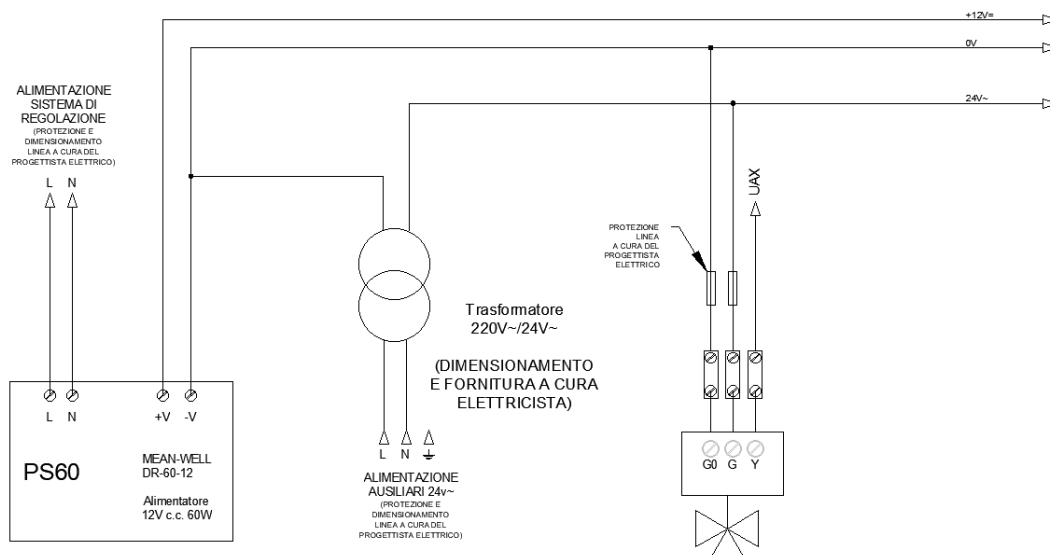 +12V=
0V
24V~
ALIMENTAZIONE
SISTEMA DI
REGOLAZIONE
(PROTEZIONE E
DIMENSIONAMENTO
LINEA A CURA DEL
PROGETTISTA ELETTRICO)
L N
UAX
PROTEZIONE
LINEA
A CURA DEL
PROGETTISTA
ELETTRICO
Trasformatore
220V~/24V~
(DIMENSIONAMENTO
E FORNITURA A CURA
ELETTRICISTA)
L N +V -V
PS60
MEAN-WELL
DR-60-12
Alimentatore
12V c.c. 60W
L N
ALIMENTAZIONE
AUSILIARI 24v~
(PROTEZIONE E
DIMENSIONAMENTO
LINEA A CURA DEL
PROGETTISTA ELETTRICO)
G0 G Y